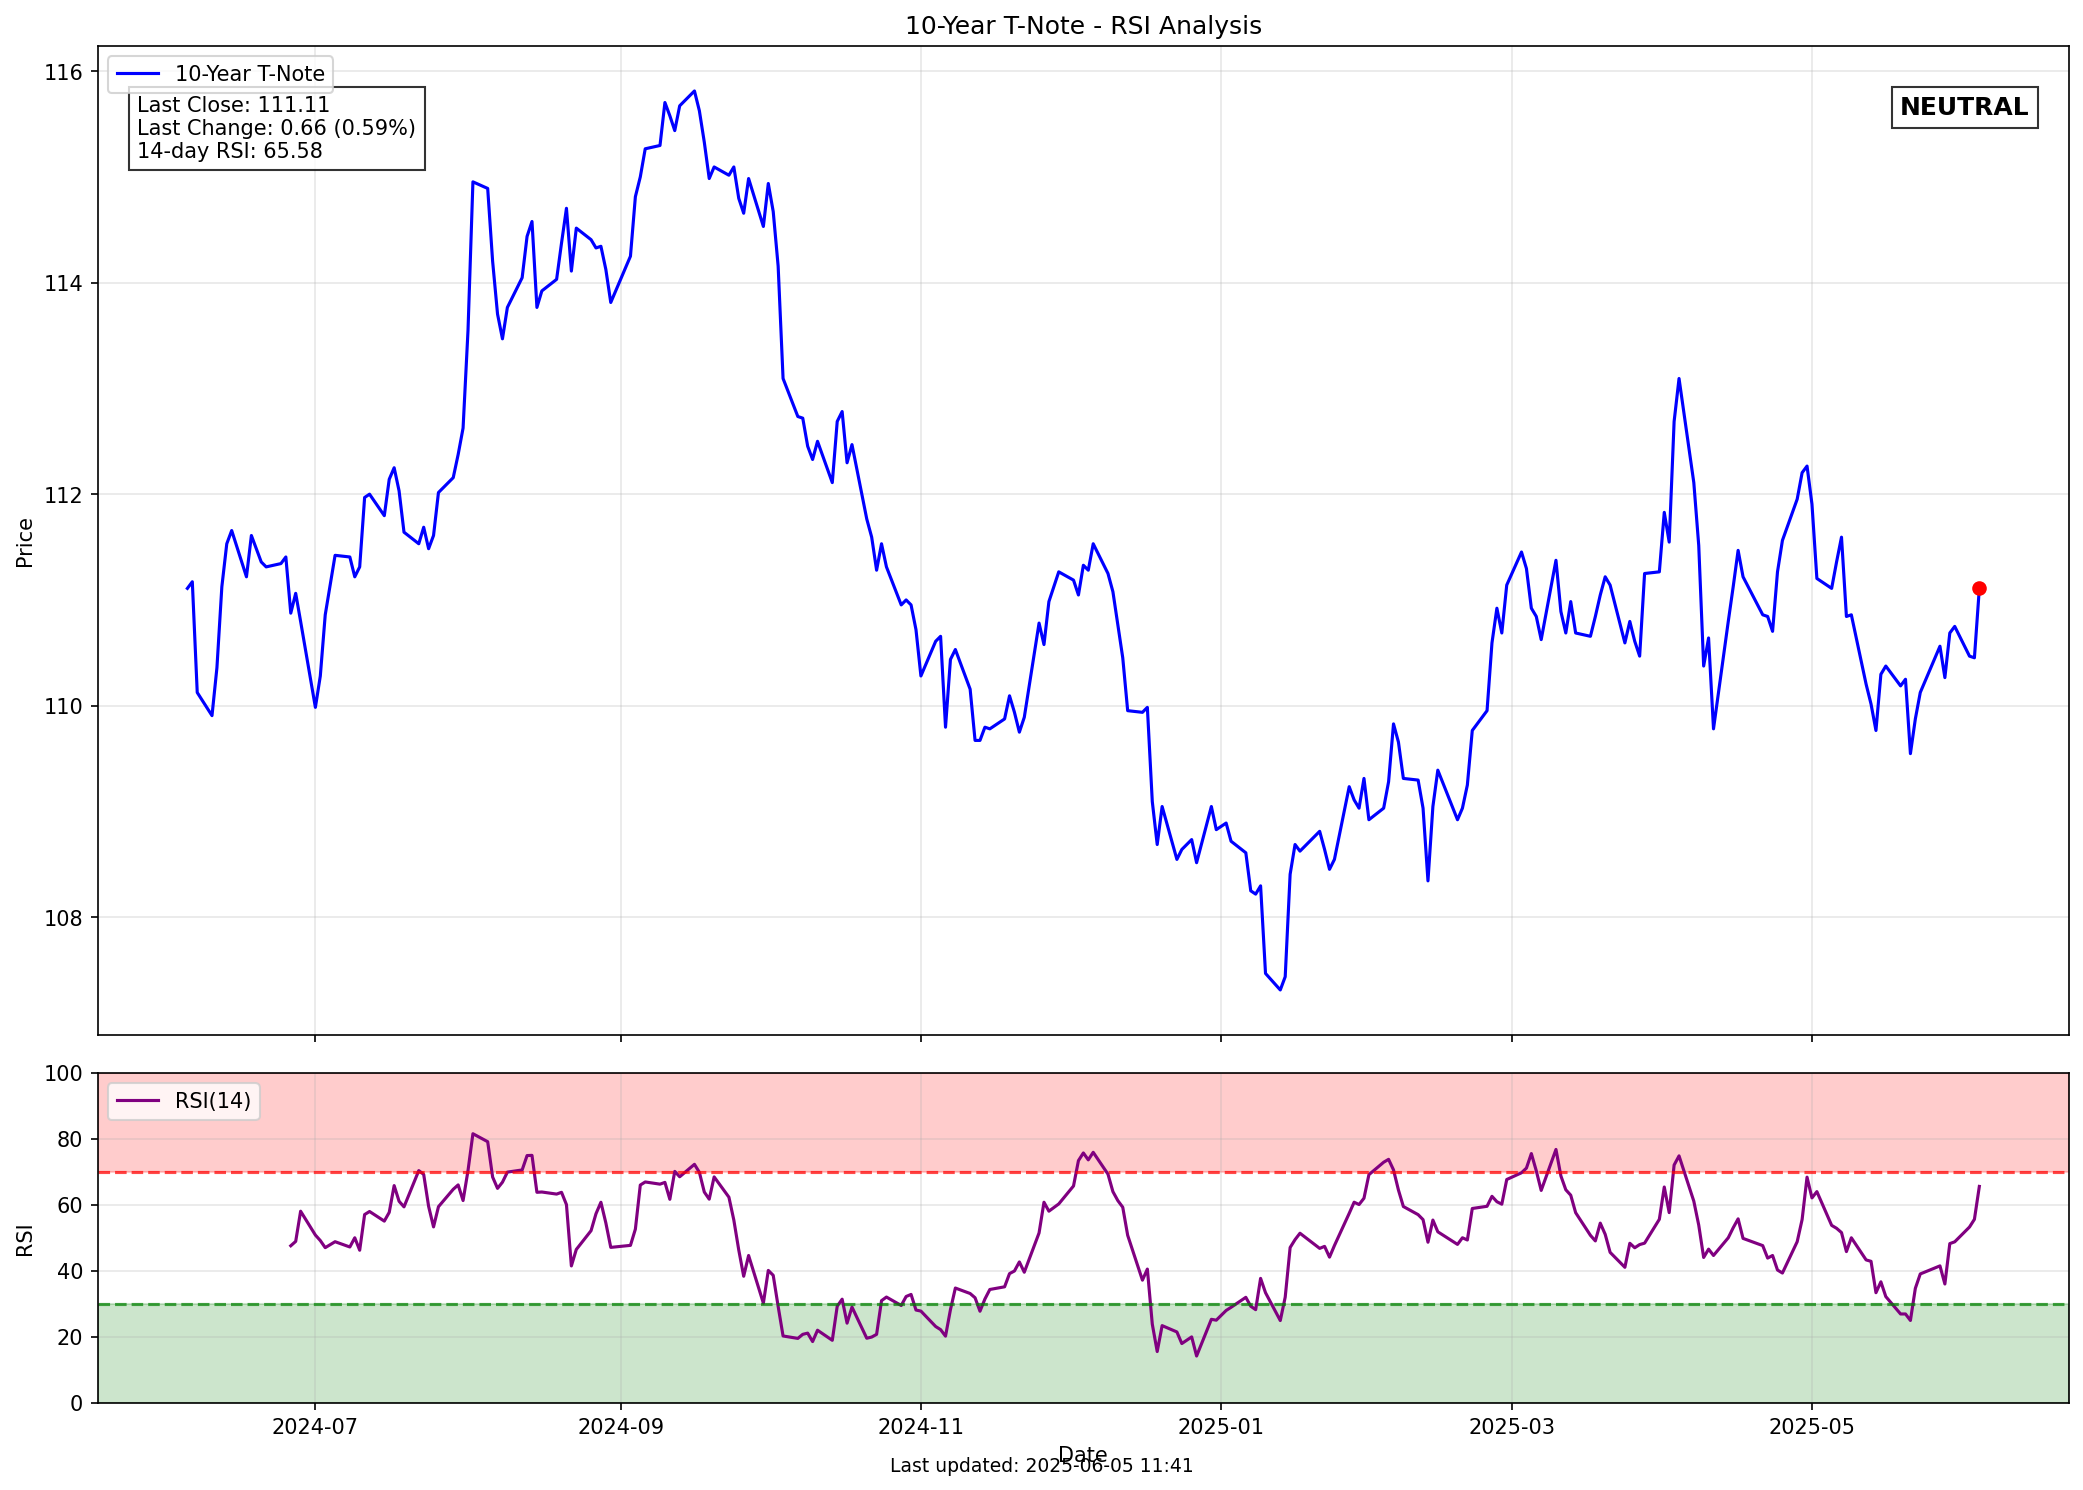 10-Year T-Note - RSI Analysis
116
114
112
110
108
Price
10-Year T-Note
Last Close: 111.11
Last Change: 0.66 (0.59%)
14-day RSI: 65.58
NEUTRAL
100
80
60
40
20
0
RSI
RSI(14)
2024-07
2024-09
2024-11
2025-01
2025-03
2025-05
Date
Last updated: 2025-06-05 11:41